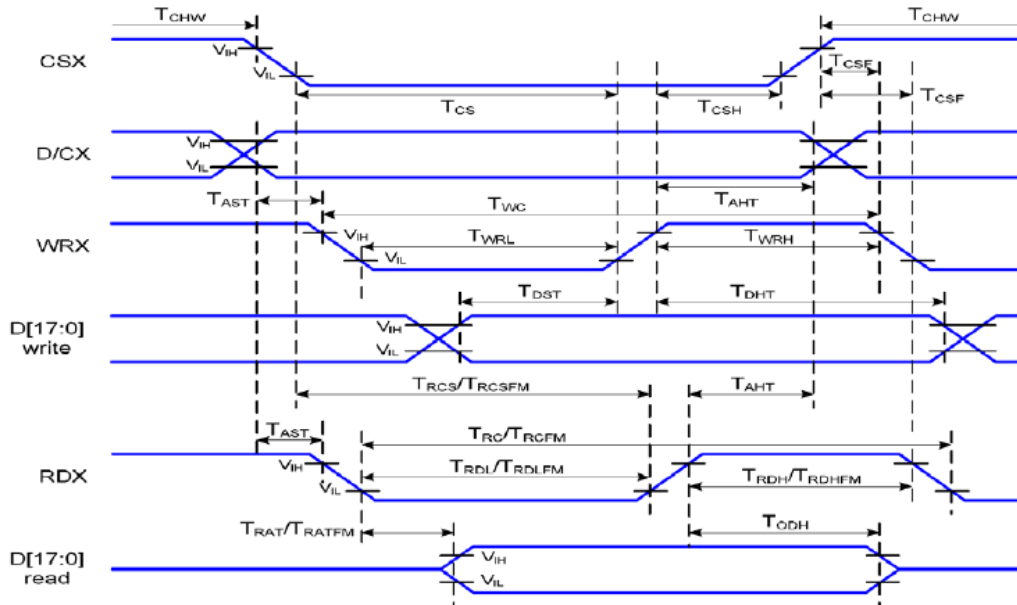 TCHW TCHW
CSX VIH TCSF
VIL TCS TCSH TCSF
D/CX VIH
VIL
TAST TWC TAHT
WRX VIH TWRL TWRH
VIL
TDST TDHT
D[17:0] VIH
write VIL
TRCS/TRCSFM TAHT
TAST TRC/TRCFM
RDX VIH TRDL/TRDLFM TRDH/TRDHFM
VIL
TRAT/TRATFM TODH
D[17:0] VIH
read VIL